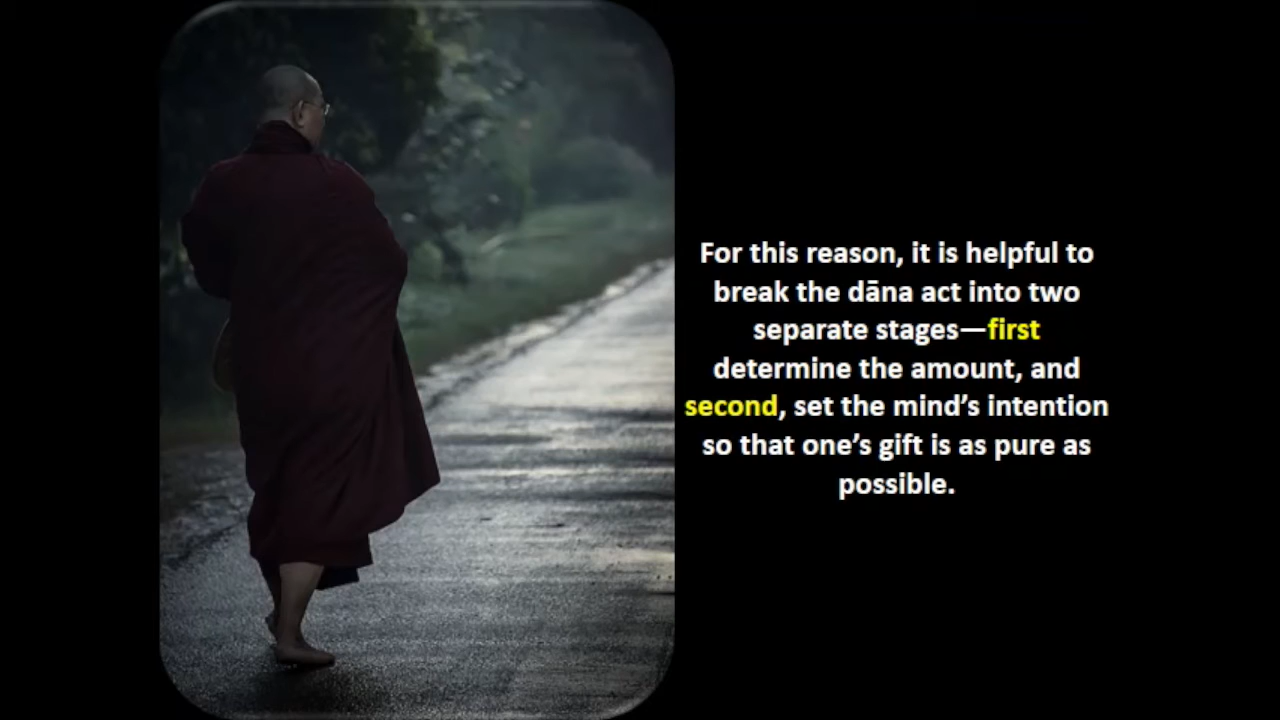 For this reason, it is helpful to
break the dāna act into two
separate stages—first
determine the amount, and
second, set the mind’s intention
so that one’s gift is as pure as
possible.